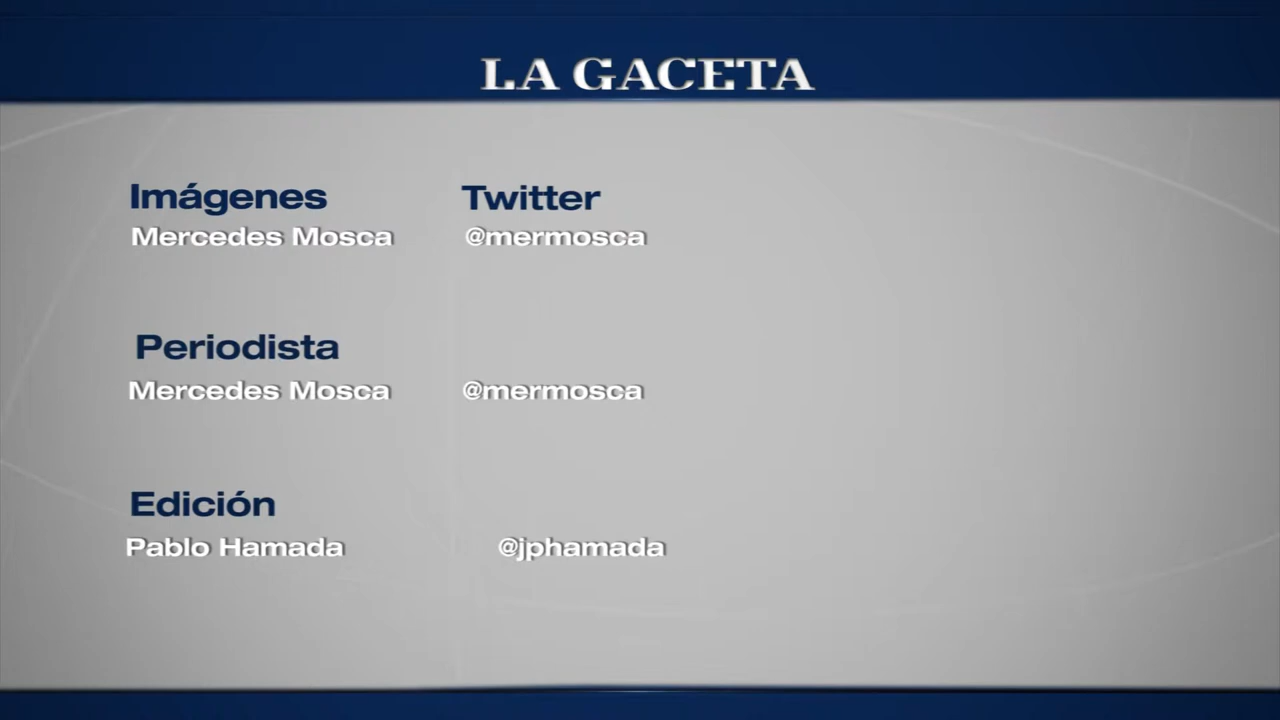 LA GACETA
Imágenes Twitter
Mercedes Mosca @mermosca
Periodista
Mercedes Mosca @mermosca
Edición
Pablo Hamada @jphamada